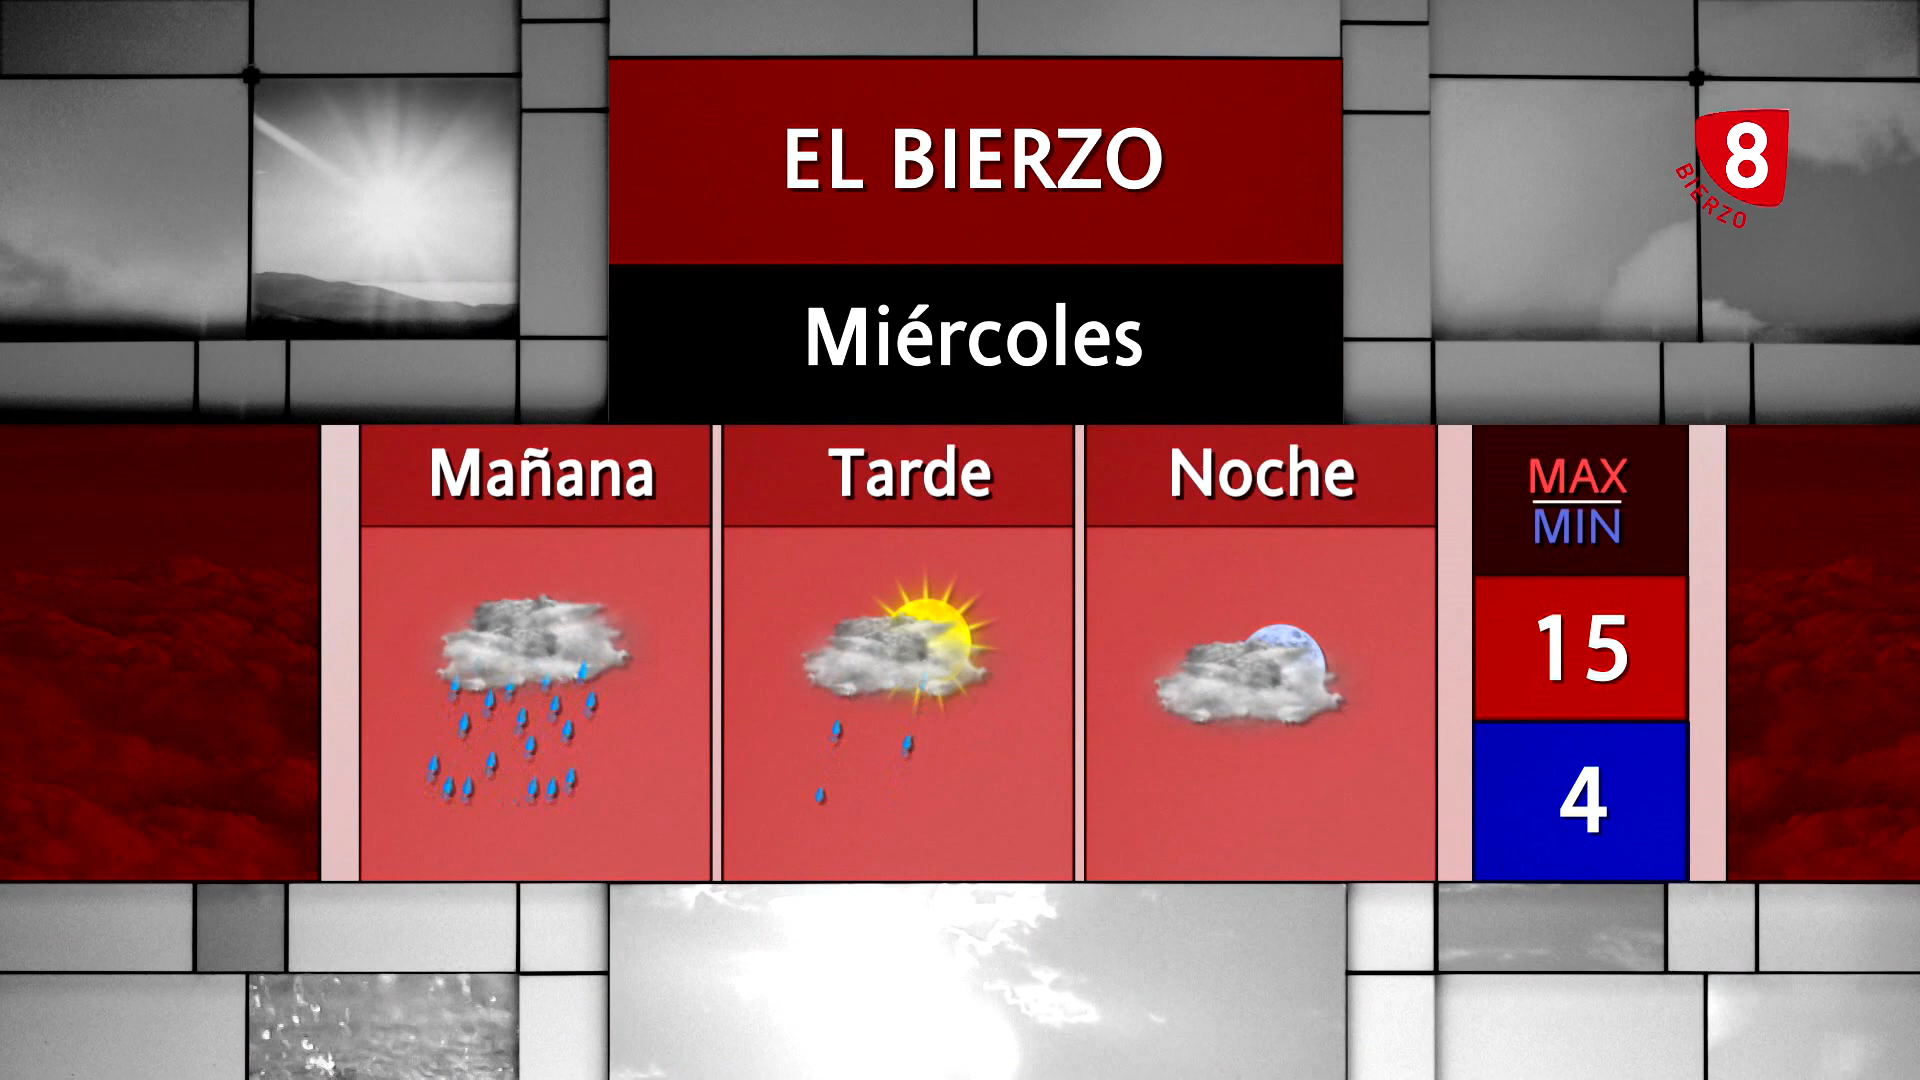 EL BIERZO
8
BIERZO
Miércoles
Mañana
Tarde
Noche
MAX
MIN
15
4